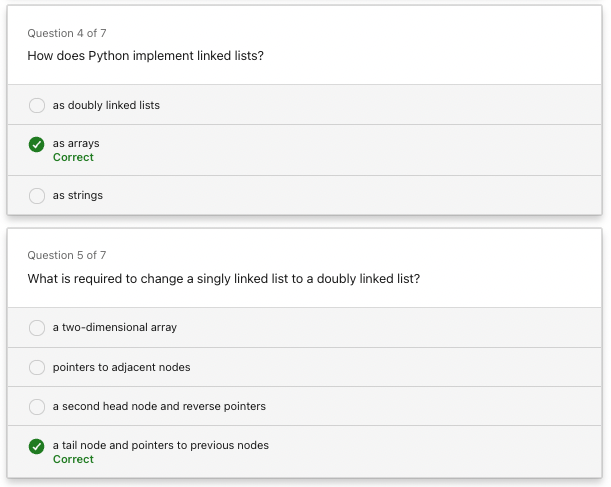 Question 4 of 7
How does Python implement linked lists?
as doubly linked lists
as arrays
Correct
as strings
Question 5 of 7
What is required to change a singly linked list to a doubly linked list?
a two-dimensional array
pointers to adjacent nodes
a second head node and reverse pointers
a tail node and pointers to previous nodes
Correct